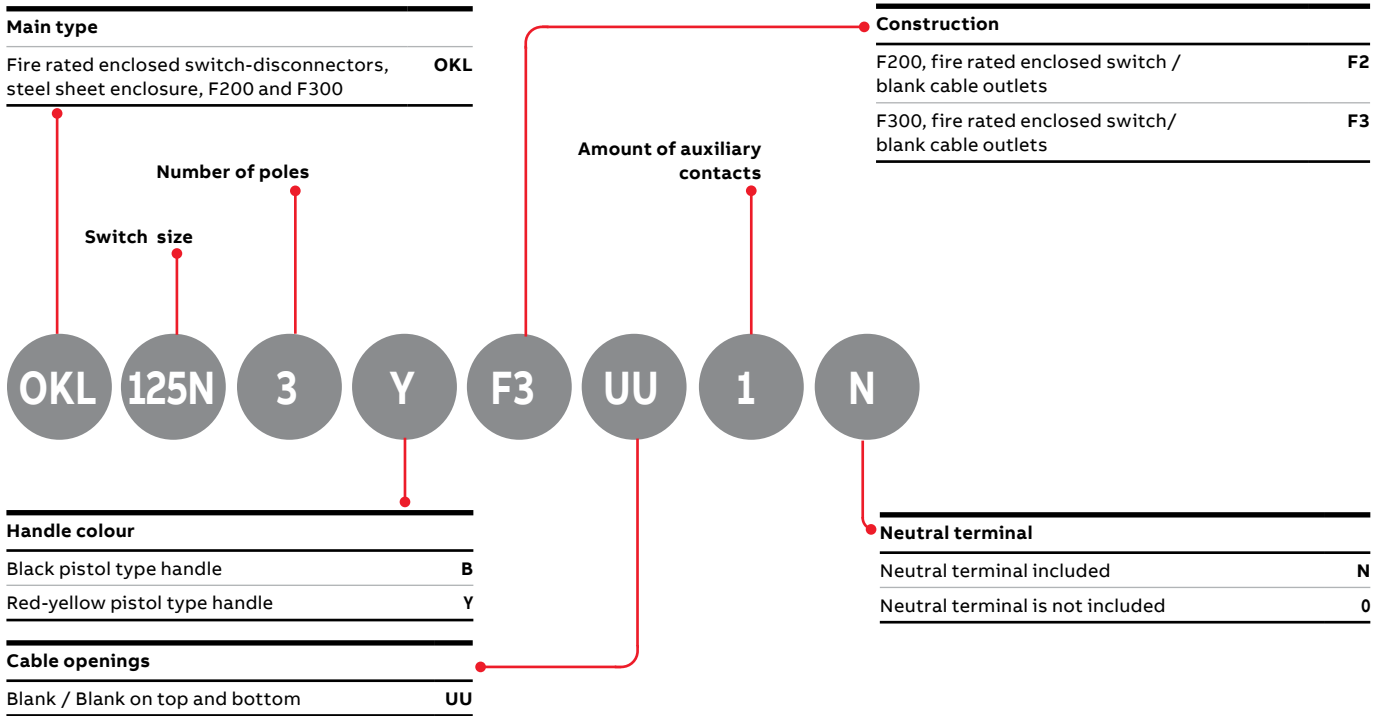 Main type
Fire rated enclosed switch-disconnectors, OKL
steel sheet enclosure, F200 and F300
Construction
F200, fire rated enclosed switch / F2
blank cable outlets
F300, fire rated enclosed switch/ F3
blank cable outlets
Amount of auxiliary
contacts
Number of poles
Switch size
OKL 125N 3 Y F3 UU 1 N
Handle colour
Black pistol type handle B
Red-yellow pistol type handle Y
Cable openings
Blank / Blank on top and bottom UU
Neutral terminal
Neutral terminal included N
Neutral terminal is not included 0